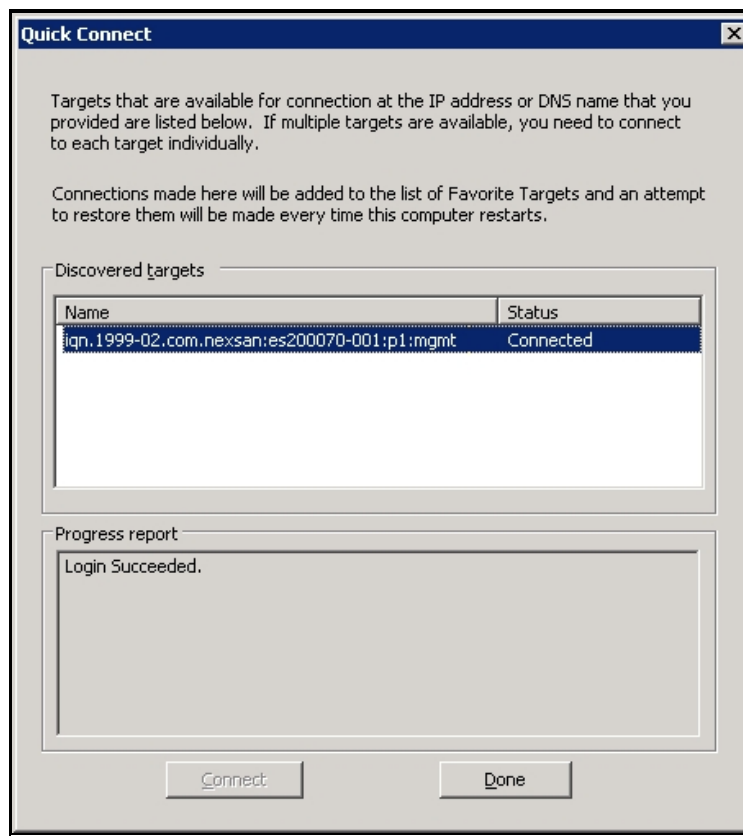 Quick Connect
Targets that are available for connection at the IP address or DNS name that you
provided are listed below. If multiple targets are available, you need to connect
to each target individually.
Connections made here will be added to the list of Favorite Targets and an attempt
to restore them will be made every time this computer restarts.
Discovered targets
Name Status
iqn.1999-02.com.nexsan:es200070-001:p1:mgmt Connected
Progress report
Login Succeeded.
Connect Done